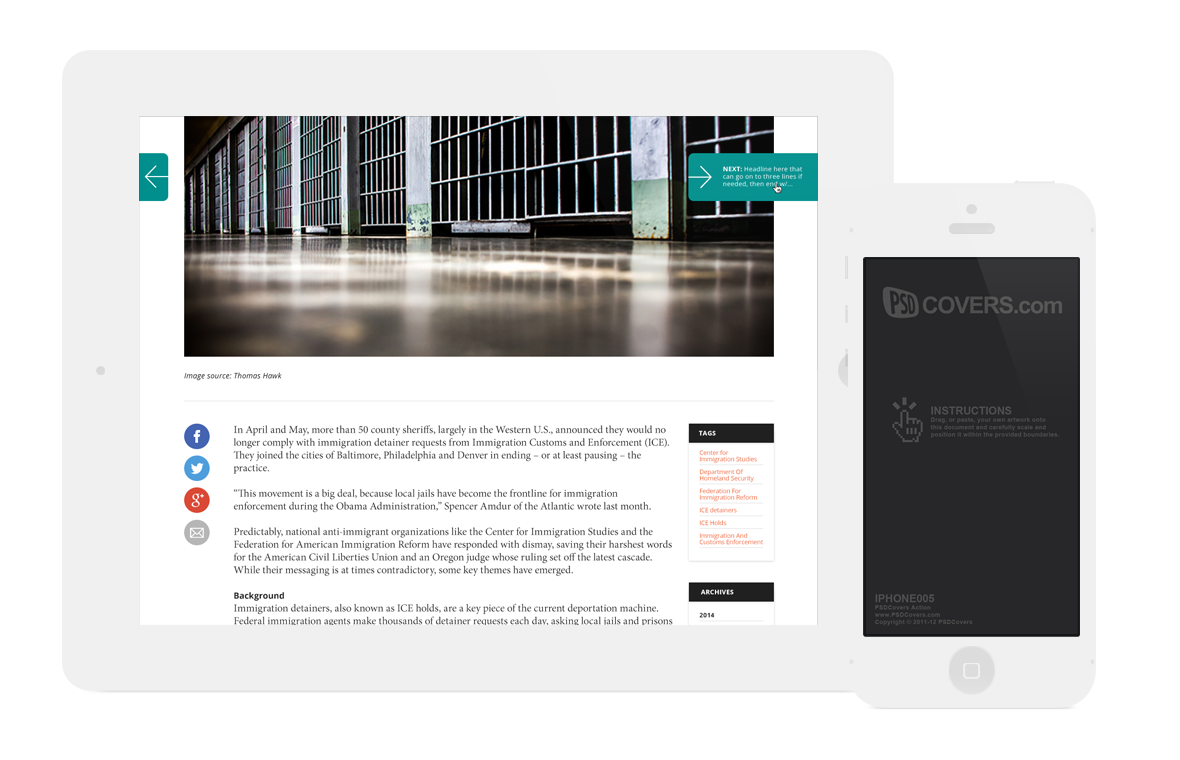 NEXT: Headline here that
can go on to three lines if
needed, then end w/...
Image source: Thomas Hawk
In April more than 50 county sheriffs, largely in the Western U.S., announced they would no
longer comply with immigration detainer requests from Immigration Customs and Enforcement (ICE).
They joined the cities of Baltimore, Philadelphia and Denver in ending – or at least pausing – the
practice.
“This movement is a big deal, because local jails have become the frontline for immigration
enforcement during the Obama Administration,” Spencer Amdur of the Atlantic wrote last month.
Predictably, national anti-immigrant organizations like the Center for Immigration Studies and the
Federation for American Immigration Reform have responded with dismay, saving their harshest words
for the American Civil Liberties Union and an Oregon judge whose ruling set off the latest cascade.
While their messaging is at times contradictory, some key themes have emerged.
Background
Immigration detainers, also known as ICE holds, are a key piece of the current deportation machine.
Federal immigration agents make thousands of detainer requests each day, asking local jails and prisons
TAGS
Center for
Immigration Studies
Department Of
Homeland Security
Federation For
Immigration Reform
ICE detainers
ICE Holds
Immigration And
Customs Enforcement
ARCHIVES
2014
PSD COVERS.com
INSTRUCTIONS
Drag, or paste, your own artwork onto
this document and carefully scale and
position it within the provided boundaries.
IPHONE005
PSDCovers Action
www.PSDCovers.com
Copyright © 2011-12 PSDCovers